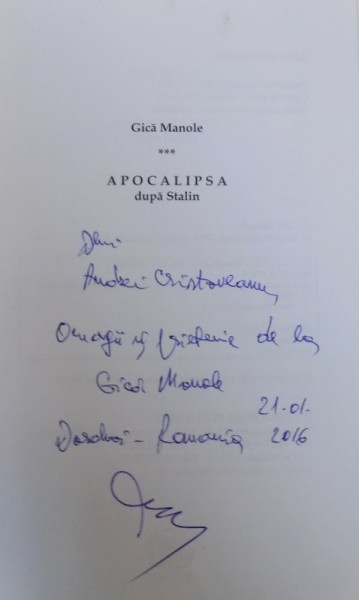 Gică Manole
***
APOCALIPSA
după Stalin
Andrei Cristoveanu,
Omagii și prietenie de la
Gică Manole
21-01-
Dorohoi - Romania 2016